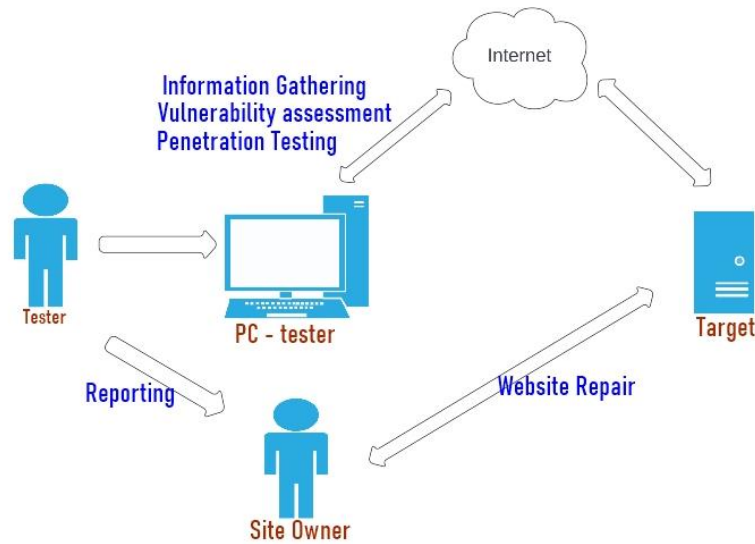 Internet
Information Gathering
Vulnerability assessment
Penetration Testing
Tester
PC - tester
Target
Reporting
Website Repair
Site Owner